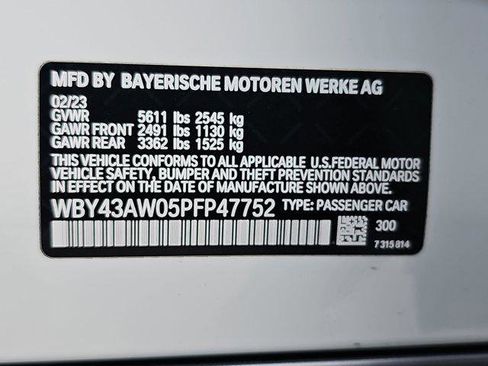 MFD BY BAYERISCHE MOTOREN WERKE AG
02/23
GVWR 5611 lbs 2545 kg
GAWR FRONT 2491 lbs 1130 kg
GAWR REAR 3362 lbs 1525 kg
THIS VEHICLE CONFORMS TO ALL APPLICABLE U.S.FEDERAL MOTOR
VEHICLE SAFETY, BUMPER AND THEFT PREVENTION STANDARDS
IN EFFECT ON THE DATE OF MANUFACTURE SHOWN ABOVE.
WBY43AW05PFP47752 TYPE: PASSENGER CAR
300
7315814